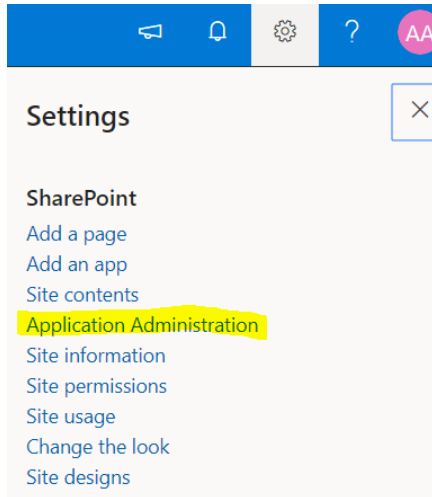 ?
AA
Settings
SharePoint
Add a page
Add an app
Site contents
Application Administration
Site information
Site permissions
Site usage
Change the look
Site designs